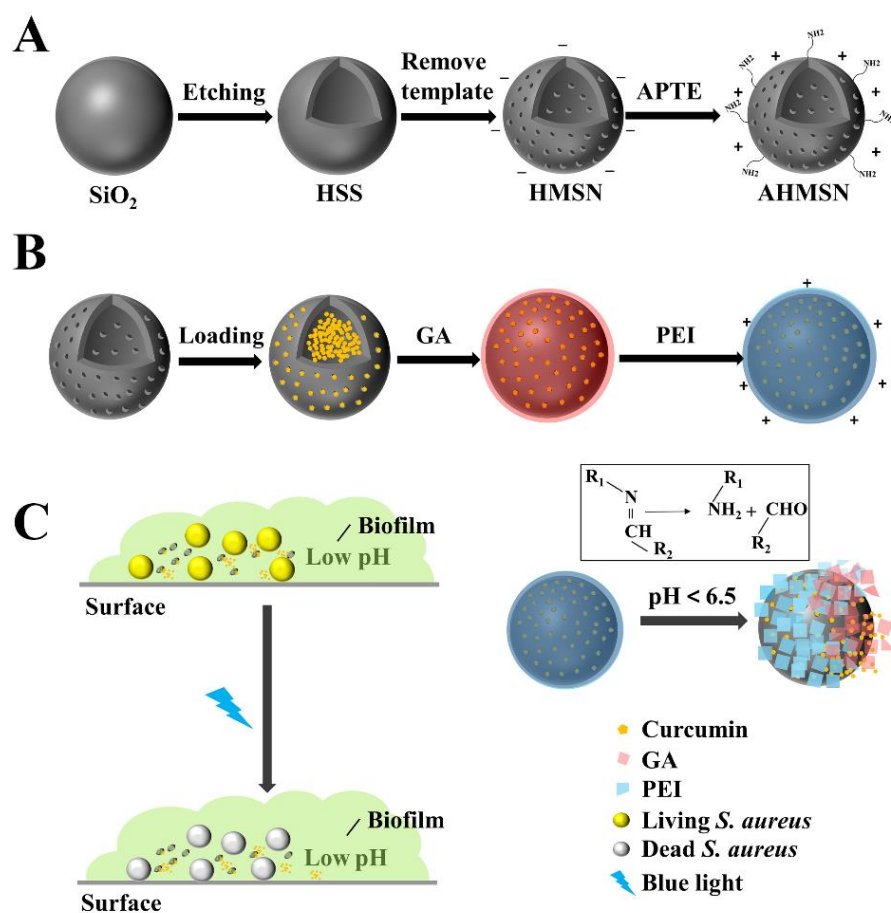 A
Etching
Remove
template
APTE
SiO₂
HSS
HMSN
AHMSN
− − − − − − − −
NH2 NH2 NH2 NH2 NH2 NH2 NH
+ + + + + +
B
Loading
GA
PEI
+ + + + + + +
C
Biofilm
Low pH
Surface
R₁
N
CH
R₂
R₁
NH₂ +
CHO
R₂
pH < 6.5
Curcumin
GA
PEI
Living S. aureus
Dead S. aureus
Blue light
Biofilm
Low pH
Surface